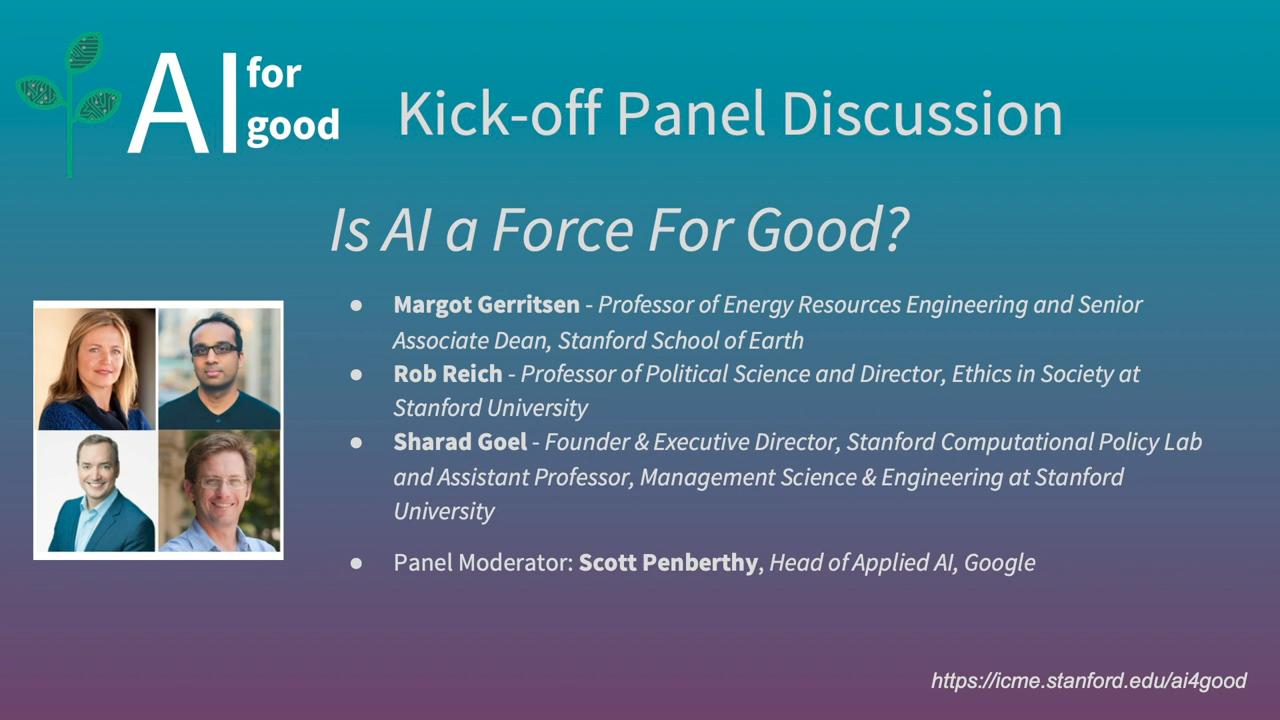 AI for good
Kick-off Panel Discussion
Is AI a Force For Good?
● Margot Gerritsen - Professor of Energy Resources Engineering and Senior
Associate Dean, Stanford School of Earth
● Rob Reich - Professor of Political Science and Director, Ethics in Society at
Stanford University
● Sharad Goel - Founder & Executive Director, Stanford Computational Policy Lab
and Assistant Professor, Management Science & Engineering at Stanford
University
● Panel Moderator: Scott Penberthy, Head of Applied AI, Google
https://icme.stanford.edu/ai4good